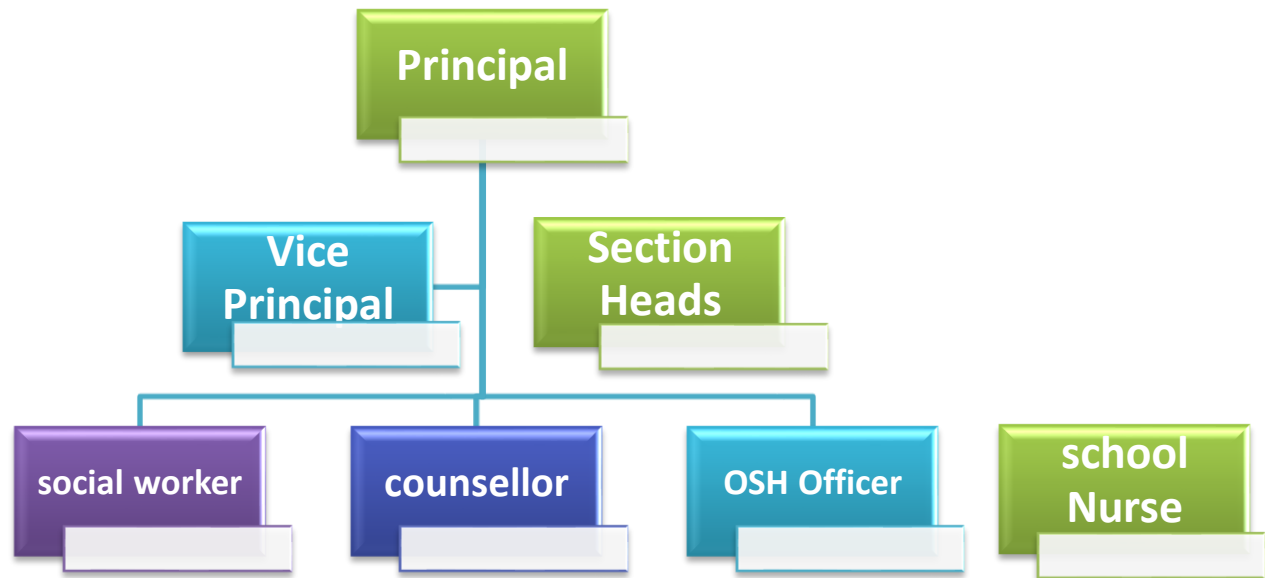 Principal
Vice
Principal
Section
Heads
social worker
counsellor
OSH Officer
school
Nurse